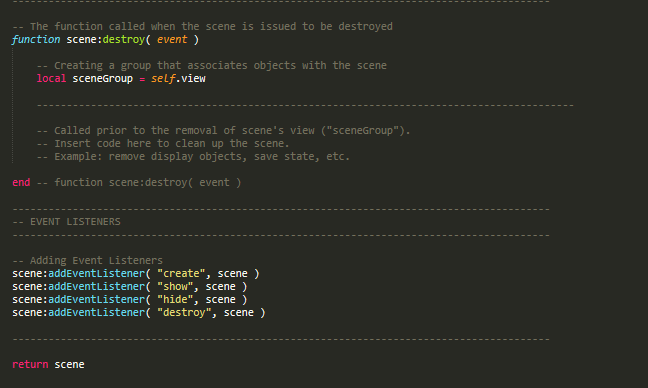 --------------------------------------------------------------------------------------
-- The function called when the scene is issued to be destroyed
function scene:destroy( event )
-- Creating a group that associates objects with the scene
local sceneGroup = self.view
--------------------------------------------------------------------------------------
-- Called prior to the removal of scene's view ("sceneGroup").
-- Insert code here to clean up the scene.
-- Example: remove display objects, save state, etc.
end -- function scene:destroy( event )
--------------------------------------------------------------------------------------
-- EVENT LISTENERS
--------------------------------------------------------------------------------------
-- Adding Event Listeners
scene:addEventListener( "create", scene )
scene:addEventListener( "show", scene )
scene:addEventListener( "hide", scene )
scene:addEventListener( "destroy", scene )
--------------------------------------------------------------------------------------
return scene